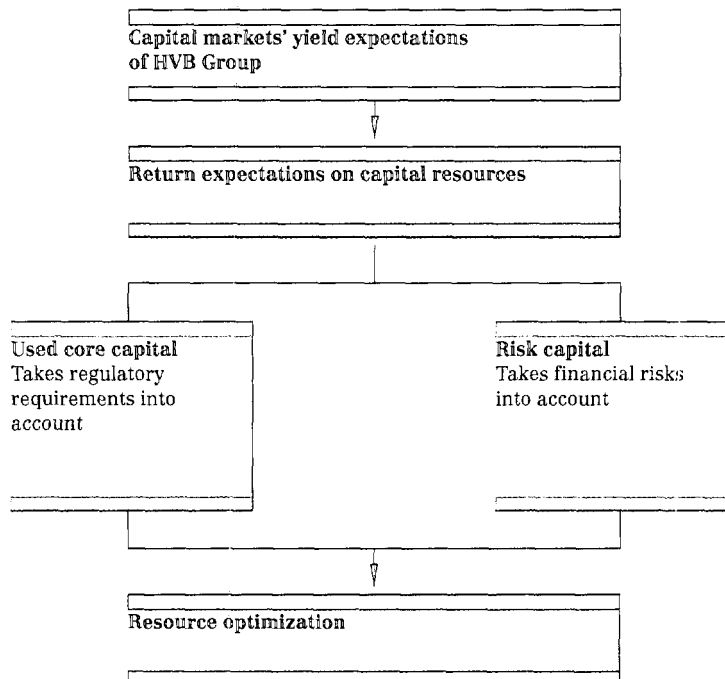 Capital markets' yield expectations
of HVB Group
Return expectations on capital resources
Used core capital
Takes regulatory
requirements into
account
Risk capital
Takes financial risks
into account
Resource optimization